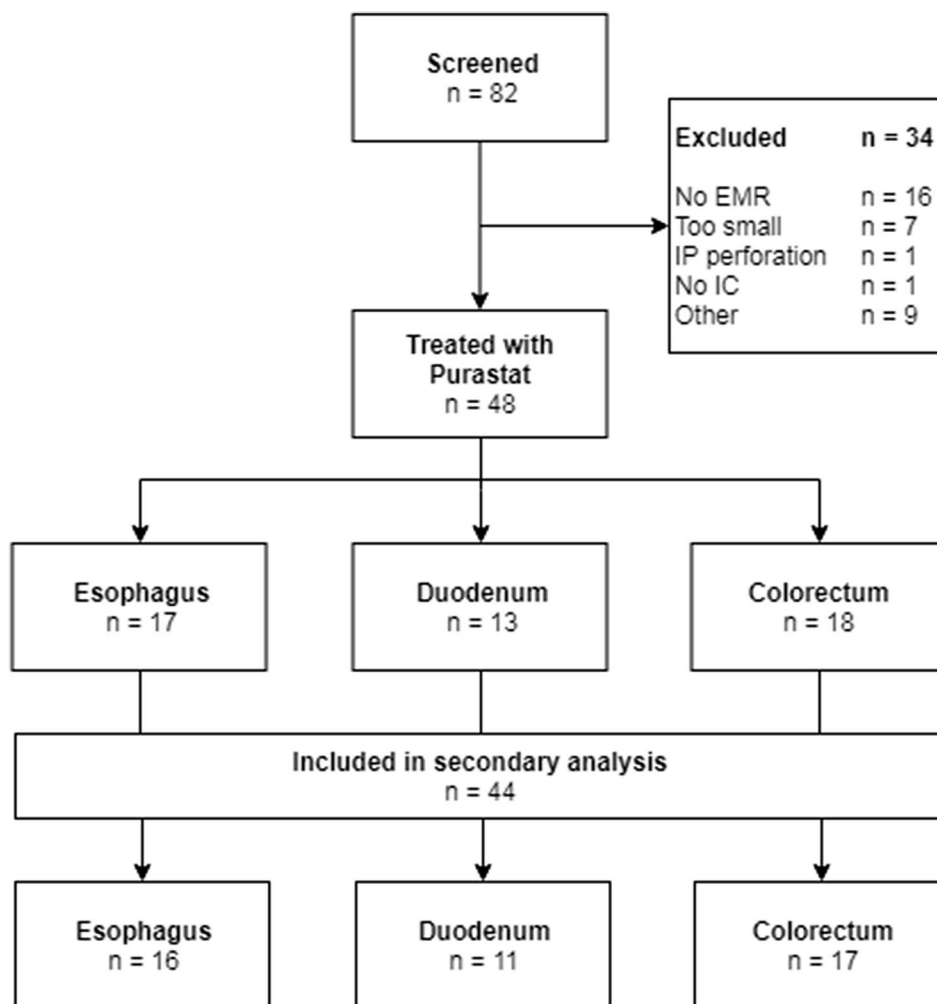 Screened
n = 82
Excluded n = 34
No EMR n = 16
Too small n = 7
IP perforation n = 1
No IC n = 1
Other n = 9
Treated with
Purastat
n = 48
Esophagus
n = 17
Duodenum
n = 13
Colorectum
n = 18
Included in secondary analysis
n = 44
Esophagus
n = 16
Duodenum
n = 11
Colorectum
n = 17